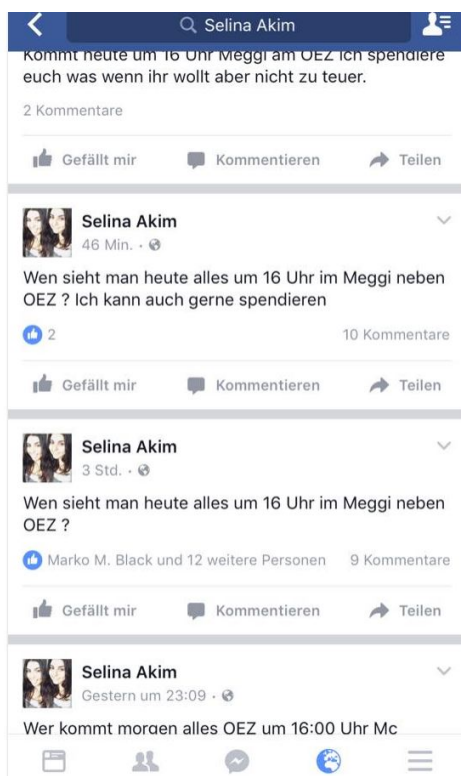 Selina Akim
Kommt heute um 16 Uhr Meggi am OEZ ich spendiere
euch was wenn ihr wollt aber nicht zu teuer.
2 Kommentare
Gefällt mir Kommentieren Teilen
Selina Akim
46 Min. ·
Wen sieht man heute alles um 16 Uhr im Meggi neben
OEZ ? Ich kann auch gerne spendieren
2 10 Kommentare
Gefällt mir Kommentieren Teilen
Selina Akim
3 Std. ·
Wen sieht man heute alles um 16 Uhr im Meggi neben
OEZ ?
Marko M. Black und 12 weitere Personen 9 Kommentare
Gefällt mir Kommentieren Teilen
Selina Akim
Gestern um 23:09 ·
Wer kommt morgen alles OEZ um 16:00 Uhr Mc